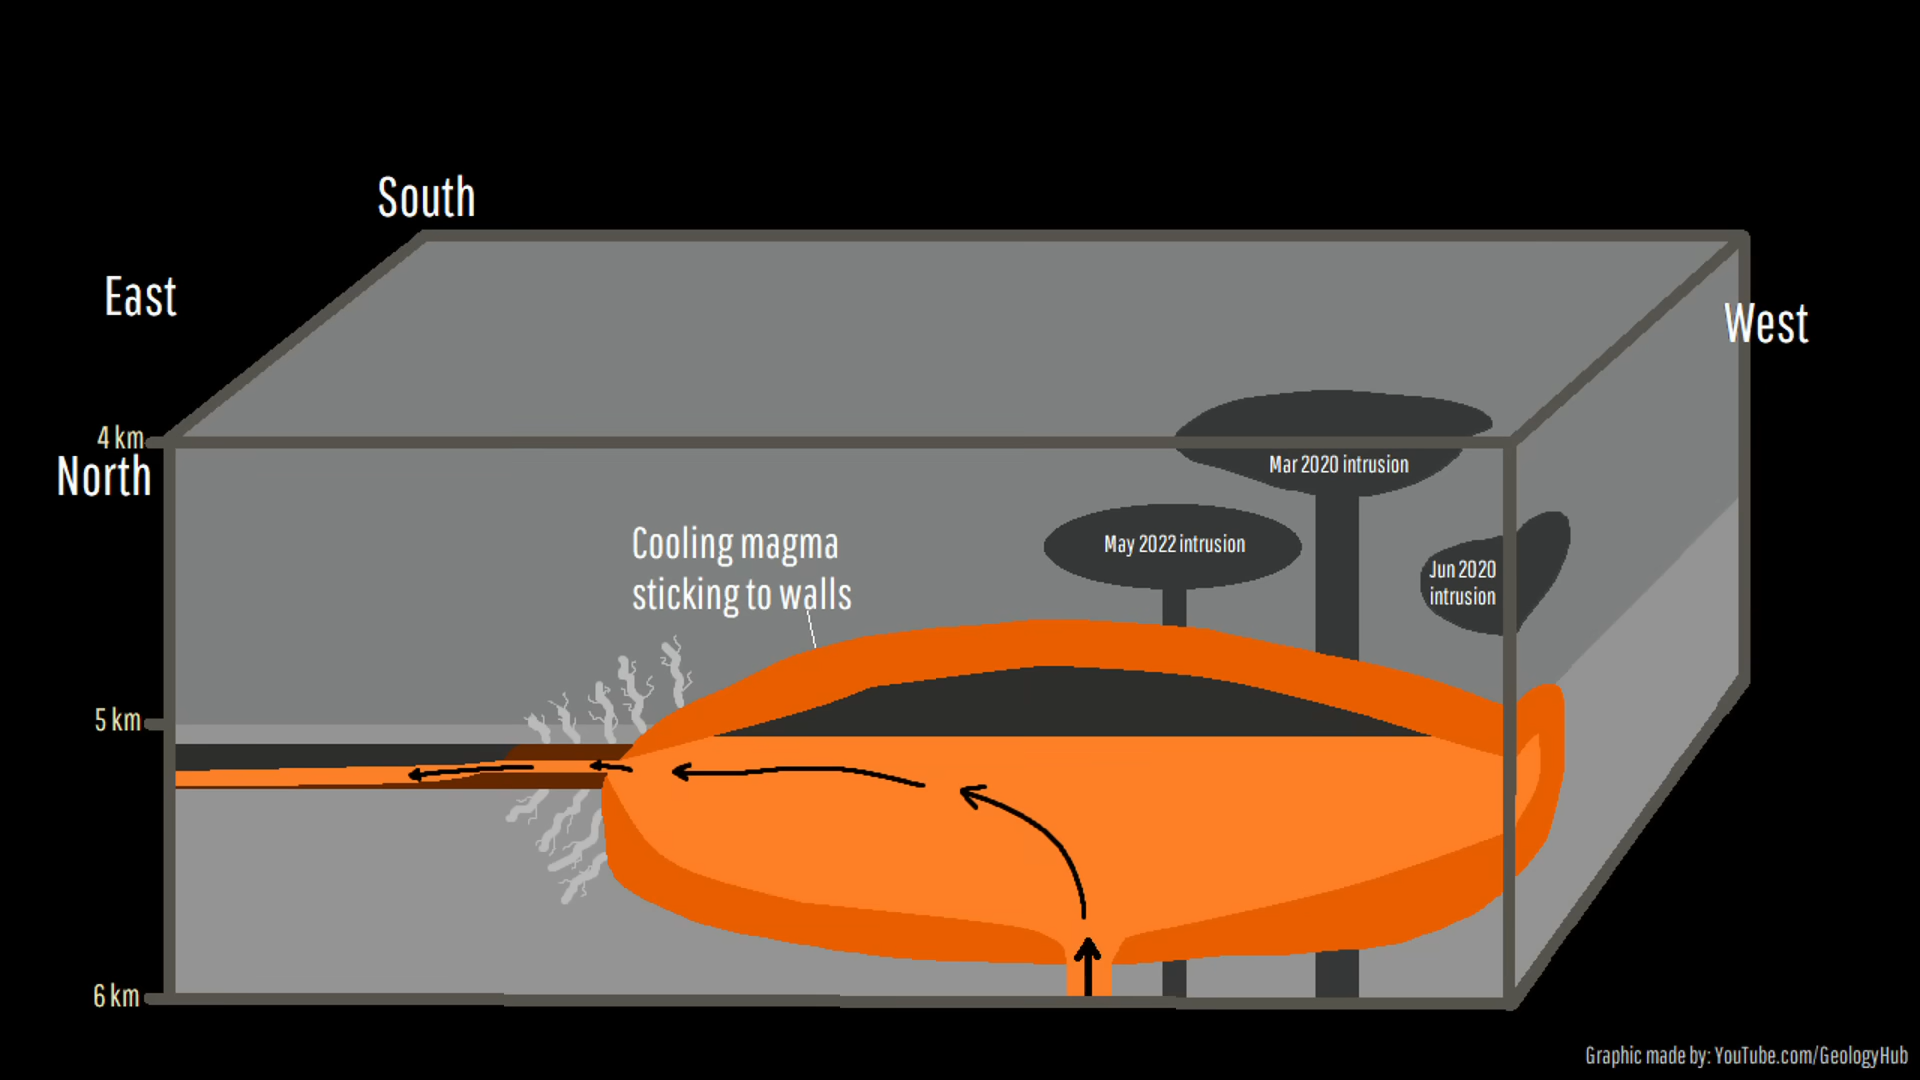 South
East
West
4 km
North
Mar 2020 intrusion
Cooling magma
sticking to walls
May 2022 intrusion
Jun 2020
intrusion
5 km
6 km
Graphic made by: YouTube.com/GeologyHub